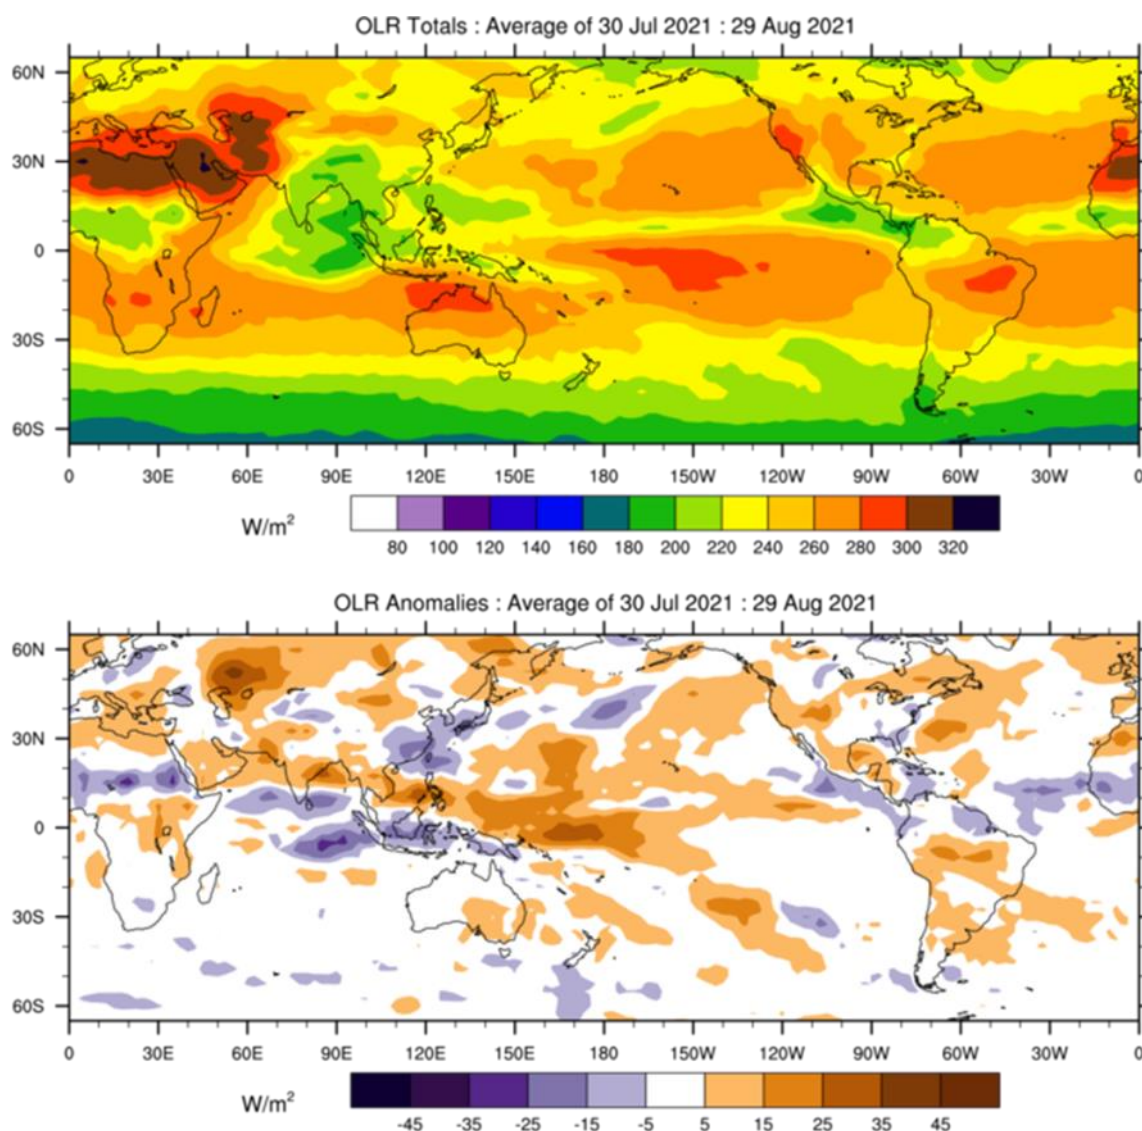 OLR Totals : Average of 30 Jul 2021 : 29 Aug 2021
60N
30N
0
30S
60S
0 30E 60E 90E 120E 150E 180 150W 120W 90W 60W 30W 0
W/m²
80 100 120 140 160 180 200 220 240 260 280 300 320
OLR Anomalies : Average of 30 Jul 2021 : 29 Aug 2021
60N
30N
0
30S
60S
0 30E 60E 90E 120E 150E 180 150W 120W 90W 60W 30W 0
W/m²
-45 -35 -25 -15 -5 5 15 25 35 45